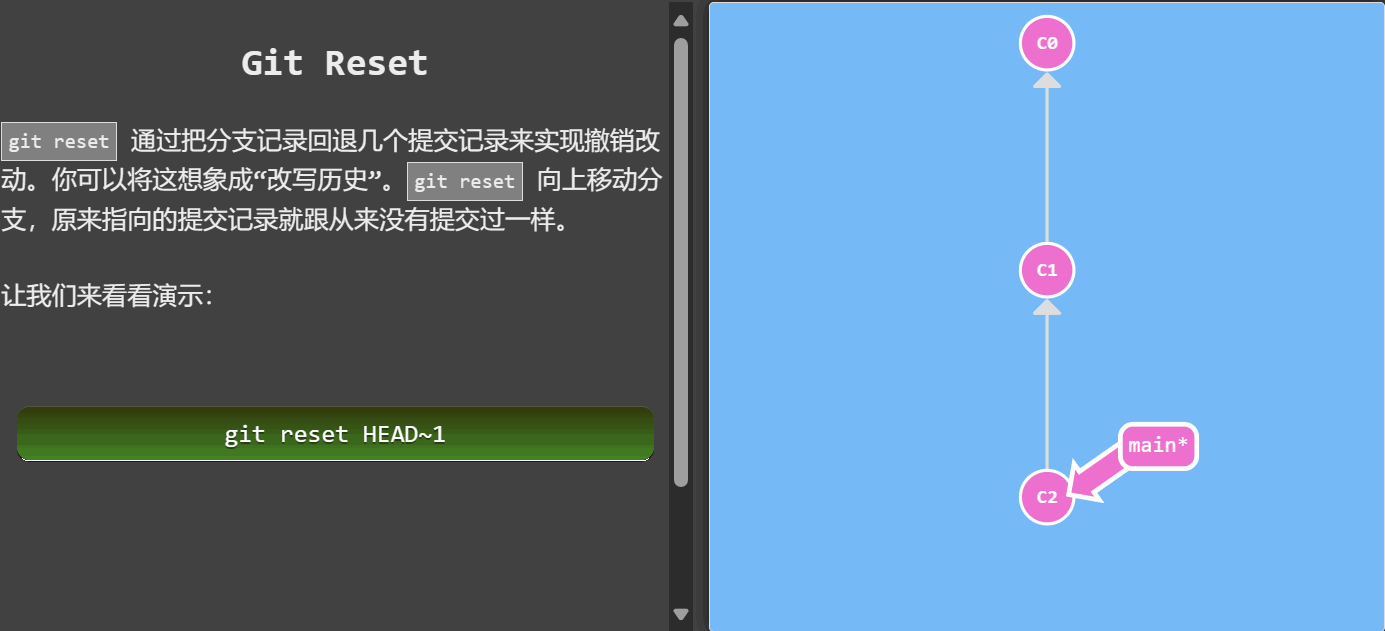 Git Reset
git reset 通过把分支记录回退几个提交记录来实现撤销改
动。你可以将这想象成“改写历史”。git reset 向上移动分
支，原来指向的提交记录就跟从来没有提交过一样。
让我们来看看演示：
git reset HEAD~1
C0
C1
main*
C2